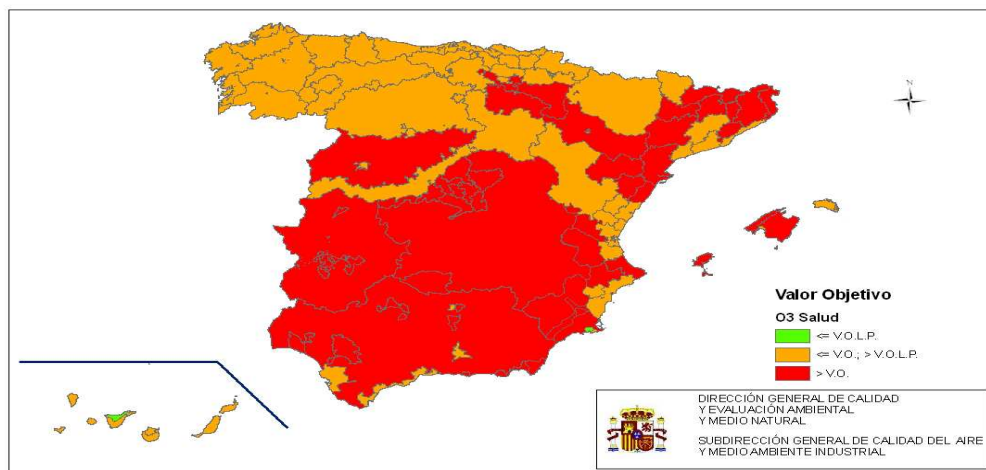 N
Valor Objetivo
O3 Salud
<= V.O.L.P.
<= V.O.; > V.O.L.P.
> V.O.
DIRECCIÓN GENERAL DE CALIDAD
Y EVALUACIÓN AMBIENTAL
Y MEDIO NATURAL
SUBDIRECCIÓN GENERAL DE CALIDAD DEL AIRE
Y MEDIO AMBIENTE INDUSTRIAL